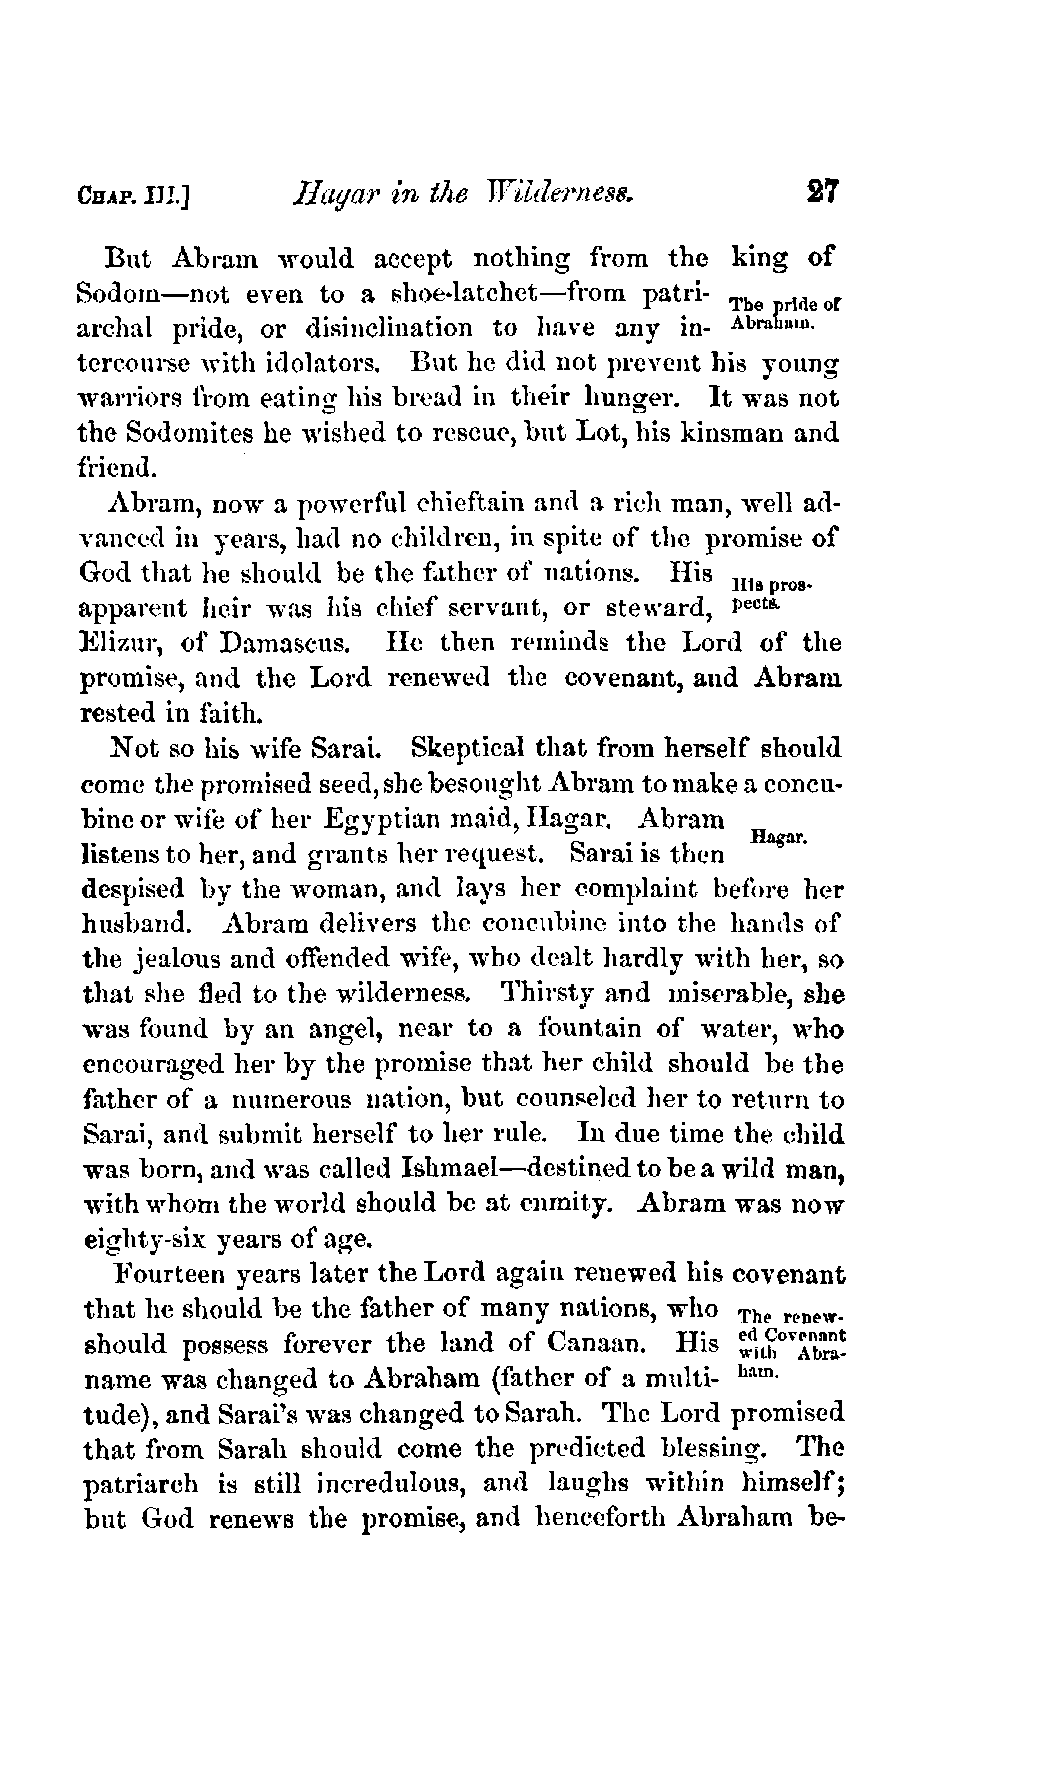 CHAP. III.] Hagar in the Wilderness. 27
But Abram would accept nothing from the king of
Sodom—not even to a shoe-latchet—from patri-
The pride of
archal pride, or disinclination to have any in-
Abraham.
tercourse with idolators. But he did not prevent his young
warriors from eating his bread in their hunger. It was not
the Sodomites he wished to rescue, but Lot, his kinsman and
friend.
Abram, now a powerful chieftain and a rich man, well ad-
vanced in years, had no children, in spite of the promise of
God that he should be the father of nations. His
His pros-
apparent heir was his chief servant, or steward,
pects.
Elizur, of Damascus. He then reminds the Lord of the
promise, and the Lord renewed the covenant, and Abram
rested in faith.
Not so his wife Sarai. Skeptical that from herself should
come the promised seed, she besought Abram to make a concu-
bine or wife of her Egyptian maid, Hagar. Abram
Hagar.
listens to her, and grants her request. Sarai is then
despised by the woman, and lays her complaint before her
husband. Abram delivers the concubine into the hands of
the jealous and offended wife, who dealt hardly with her, so
that she fled to the wilderness. Thirsty and miserable, she
was found by an angel, near to a fountain of water, who
encouraged her by the promise that her child should be the
father of a numerous nation, but counseled her to return to
Sarai, and submit herself to her rule. In due time the child
was born, and was called Ishmael—destined to be a wild man,
with whom the world should be at enmity. Abram was now
eighty-six years of age.
Fourteen years later the Lord again renewed his covenant
that he should be the father of many nations, who
The renew-
should possess forever the land of Canaan. His
ed Covenant
with Abra-
name was changed to Abraham (father of a multi-
ham.
tude), and Sarai's was changed to Sarah. The Lord promised
that from Sarah should come the predicted blessing. The
patriarch is still incredulous, and laughs within himself;
but God renews the promise, and henceforth Abraham be-